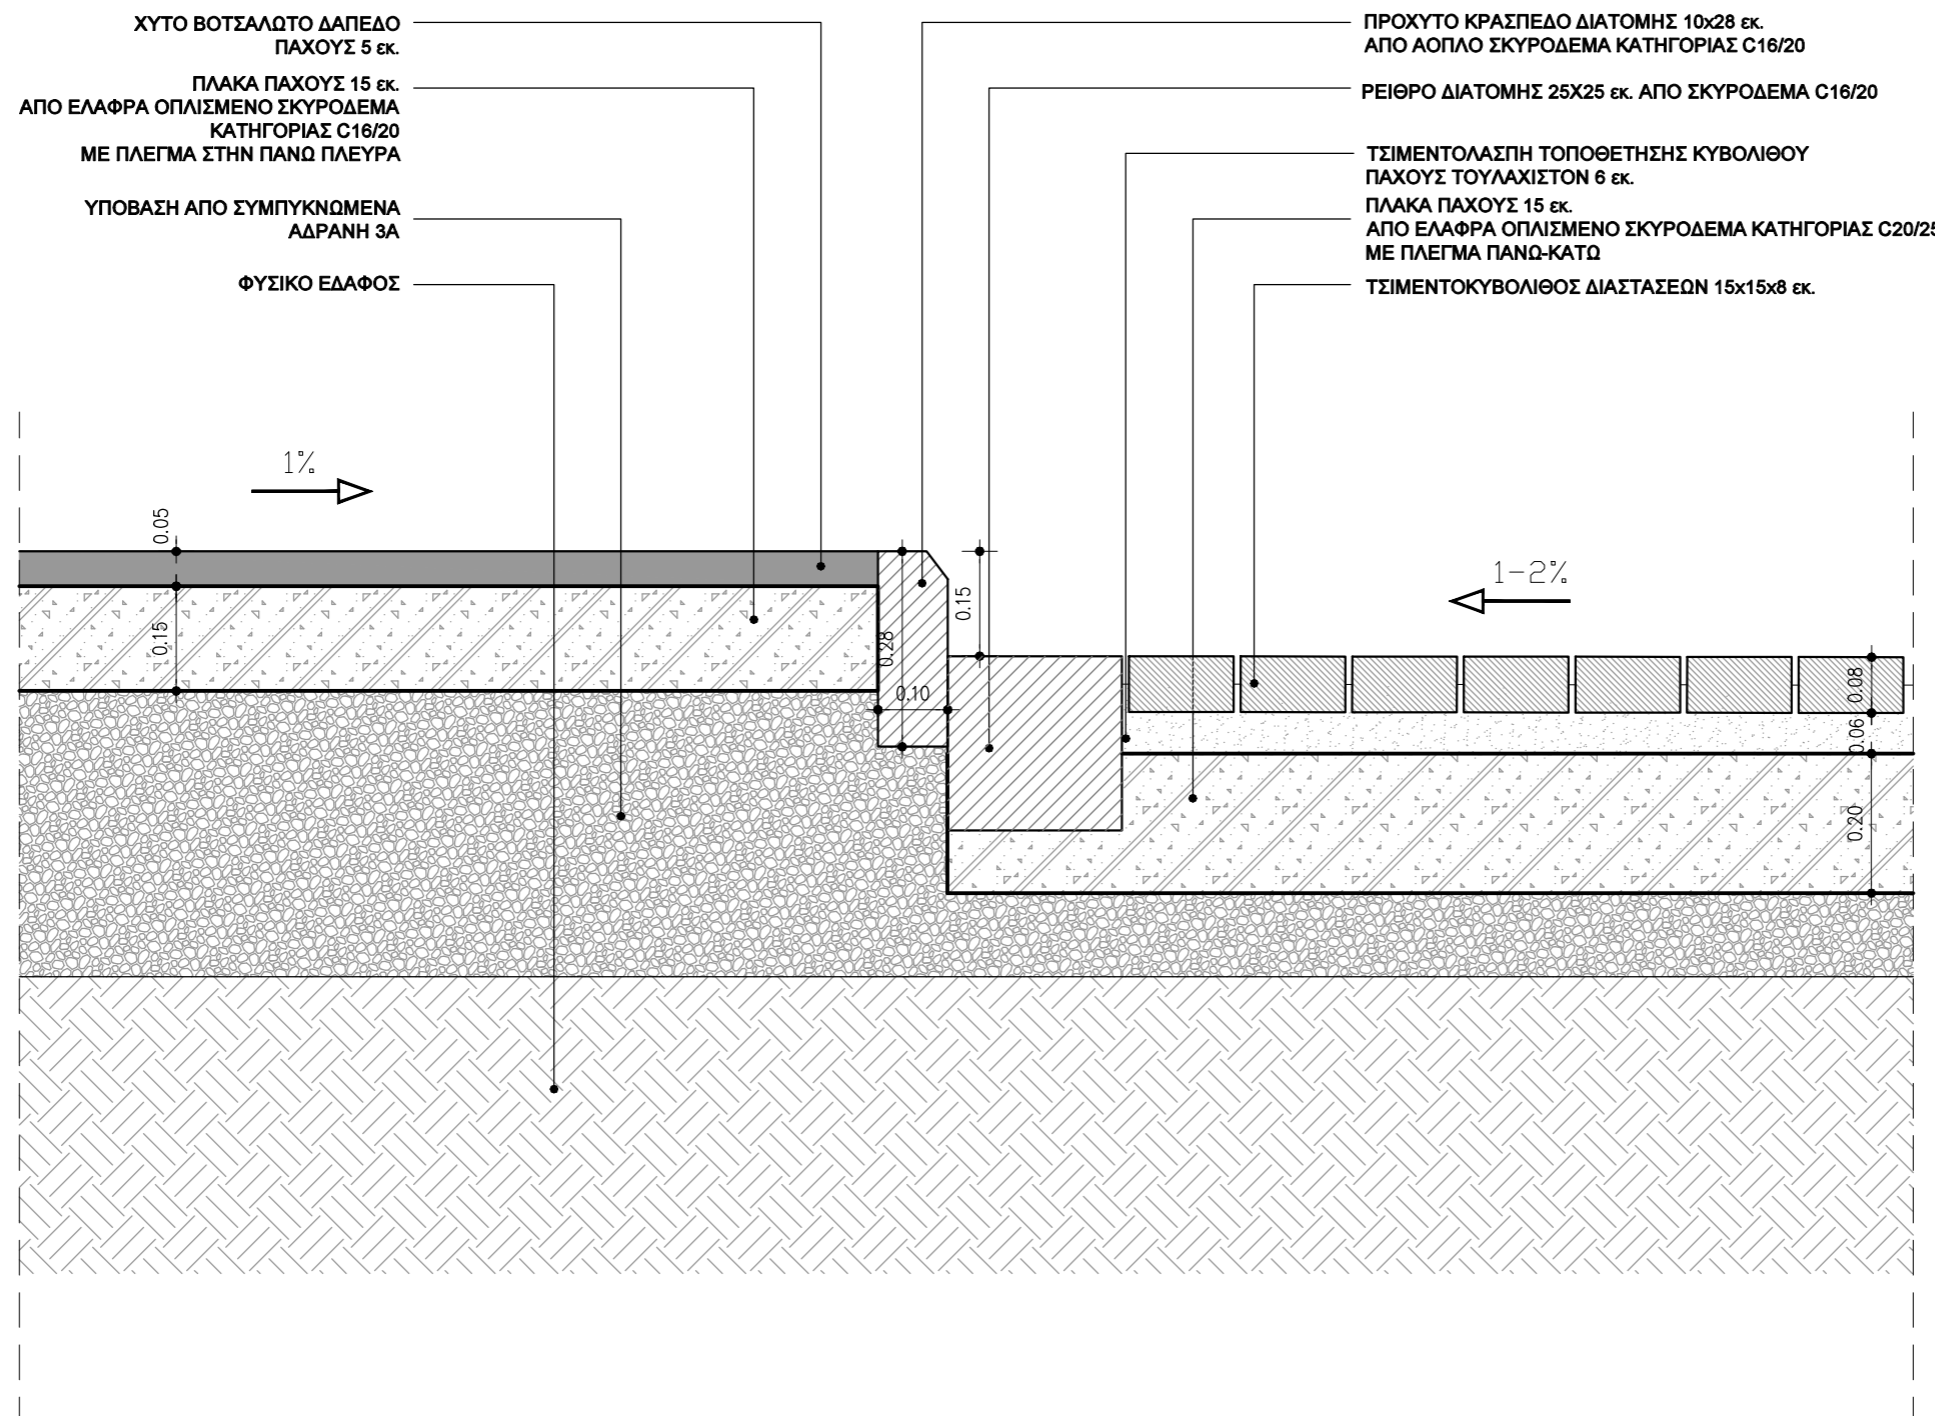 ΧΥΤΟ ΒΟΤΣΑΛΩΤΟ ΔΑΠΕΔΟ
ΠΑΧΟΥΣ 5 εκ.
ΠΛΑΚΑ ΠΑΧΟΥΣ 15 εκ.
ΑΠΟ ΕΛΑΦΡΑ ΟΠΛΙΣΜΕΝΟ ΣΚΥΡΟΔΕΜΑ
ΚΑΤΗΓΟΡΙΑΣ C16/20
ΜΕ ΠΛΕΓΜΑ ΣΤΗΝ ΠΑΝΩ ΠΛΕΥΡΑ
ΥΠΟΒΑΣΗ ΑΠΟ ΣΥΜΠΥΚΝΩΜΕΝΑ
ΑΔΡΑΝΗ 3Α
ΦΥΣΙΚΟ ΕΔΑΦΟΣ
ΠΡΟΧΥΤΟ ΚΡΑΣΠΕΔΟ ΔΙΑΤΟΜΗΣ 10x28 εκ.
ΑΠΟ ΑΟΠΛΟ ΣΚΥΡΟΔΕΜΑ ΚΑΤΗΓΟΡΙΑΣ C16/20
ΡΕΙΘΡΟ ΔΙΑΤΟΜΗΣ 25X25 εκ. ΑΠΟ ΣΚΥΡΟΔΕΜΑ C16/20
ΤΣΙΜΕΝΤΟΛΑΣΠΗ ΤΟΠΟΘΕΤΗΣΗΣ ΚΥΒΟΛΙΘΟΥ
ΠΑΧΟΥΣ ΤΟΥΛΑΧΙΣΤΟΝ 6 εκ.
ΠΛΑΚΑ ΠΑΧΟΥΣ 15 εκ.
ΑΠΟ ΕΛΑΦΡΑ ΟΠΛΙΣΜΕΝΟ ΣΚΥΡΟΔΕΜΑ ΚΑΤΗΓΟΡΙΑΣ C20/25
ΜΕ ΠΛΕΓΜΑ ΠΑΝΩ-ΚΑΤΩ
ΤΣΙΜΕΝΤΟΚΥΒΟΛΙΘΟΣ ΔΙΑΣΤΑΣΕΩΝ 15x15x8 εκ.
1%
0.05
0.15
0.28
0.10
0.15
1-2%
0.08
0.06
0.20